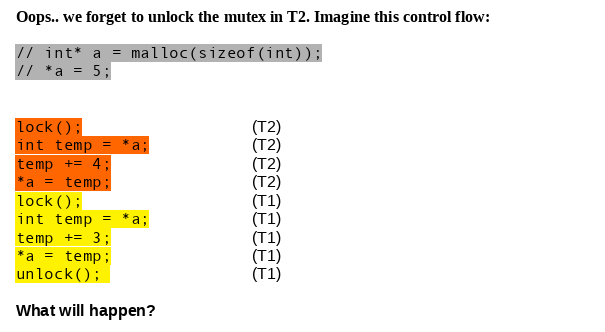 Oops.. we forget to unlock the mutex in T2. Imagine this control flow:
// int* a = malloc(sizeof(int));
// *a = 5;
lock(); (T2)
int temp = *a; (T2)
temp += 4; (T2)
*a = temp; (T2)
lock(); (T1)
int temp = *a; (T1)
temp += 3; (T1)
*a = temp; (T1)
unlock(); (T1)
What will happen?